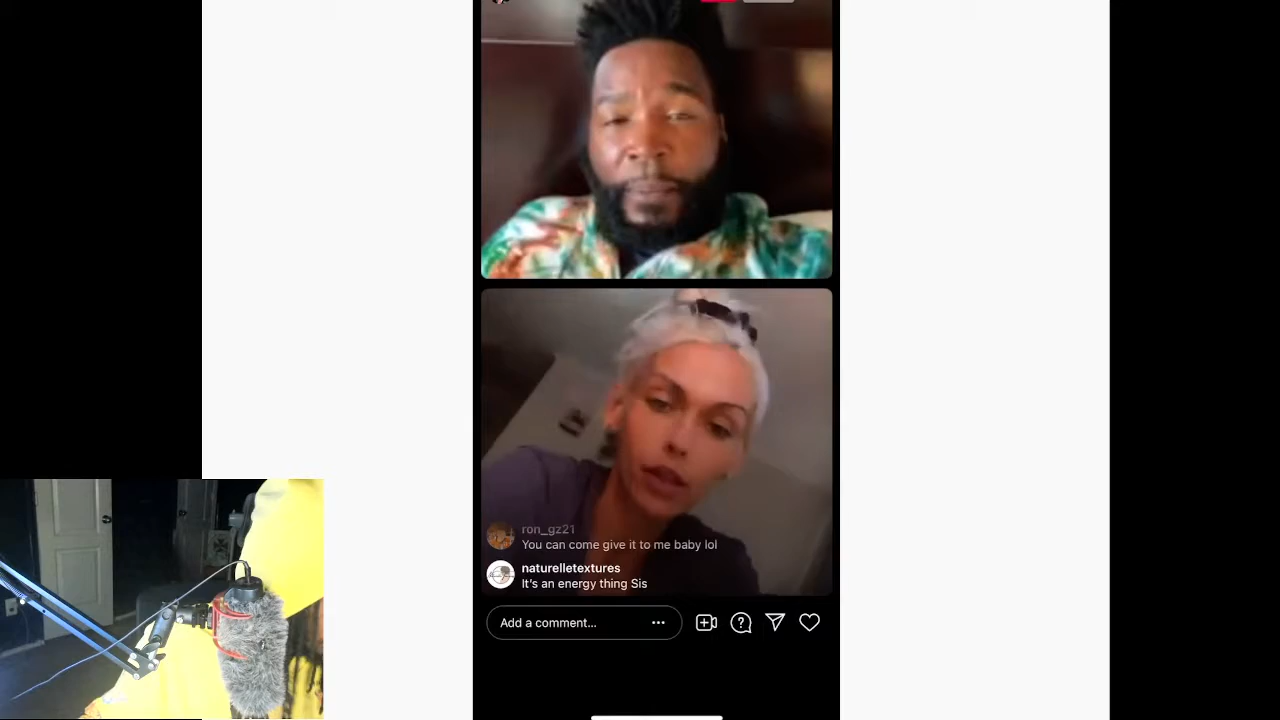 ron_gz21
You can come give it to me baby lol
naturelletextures
It's an energy thing Sis
Add a comment...